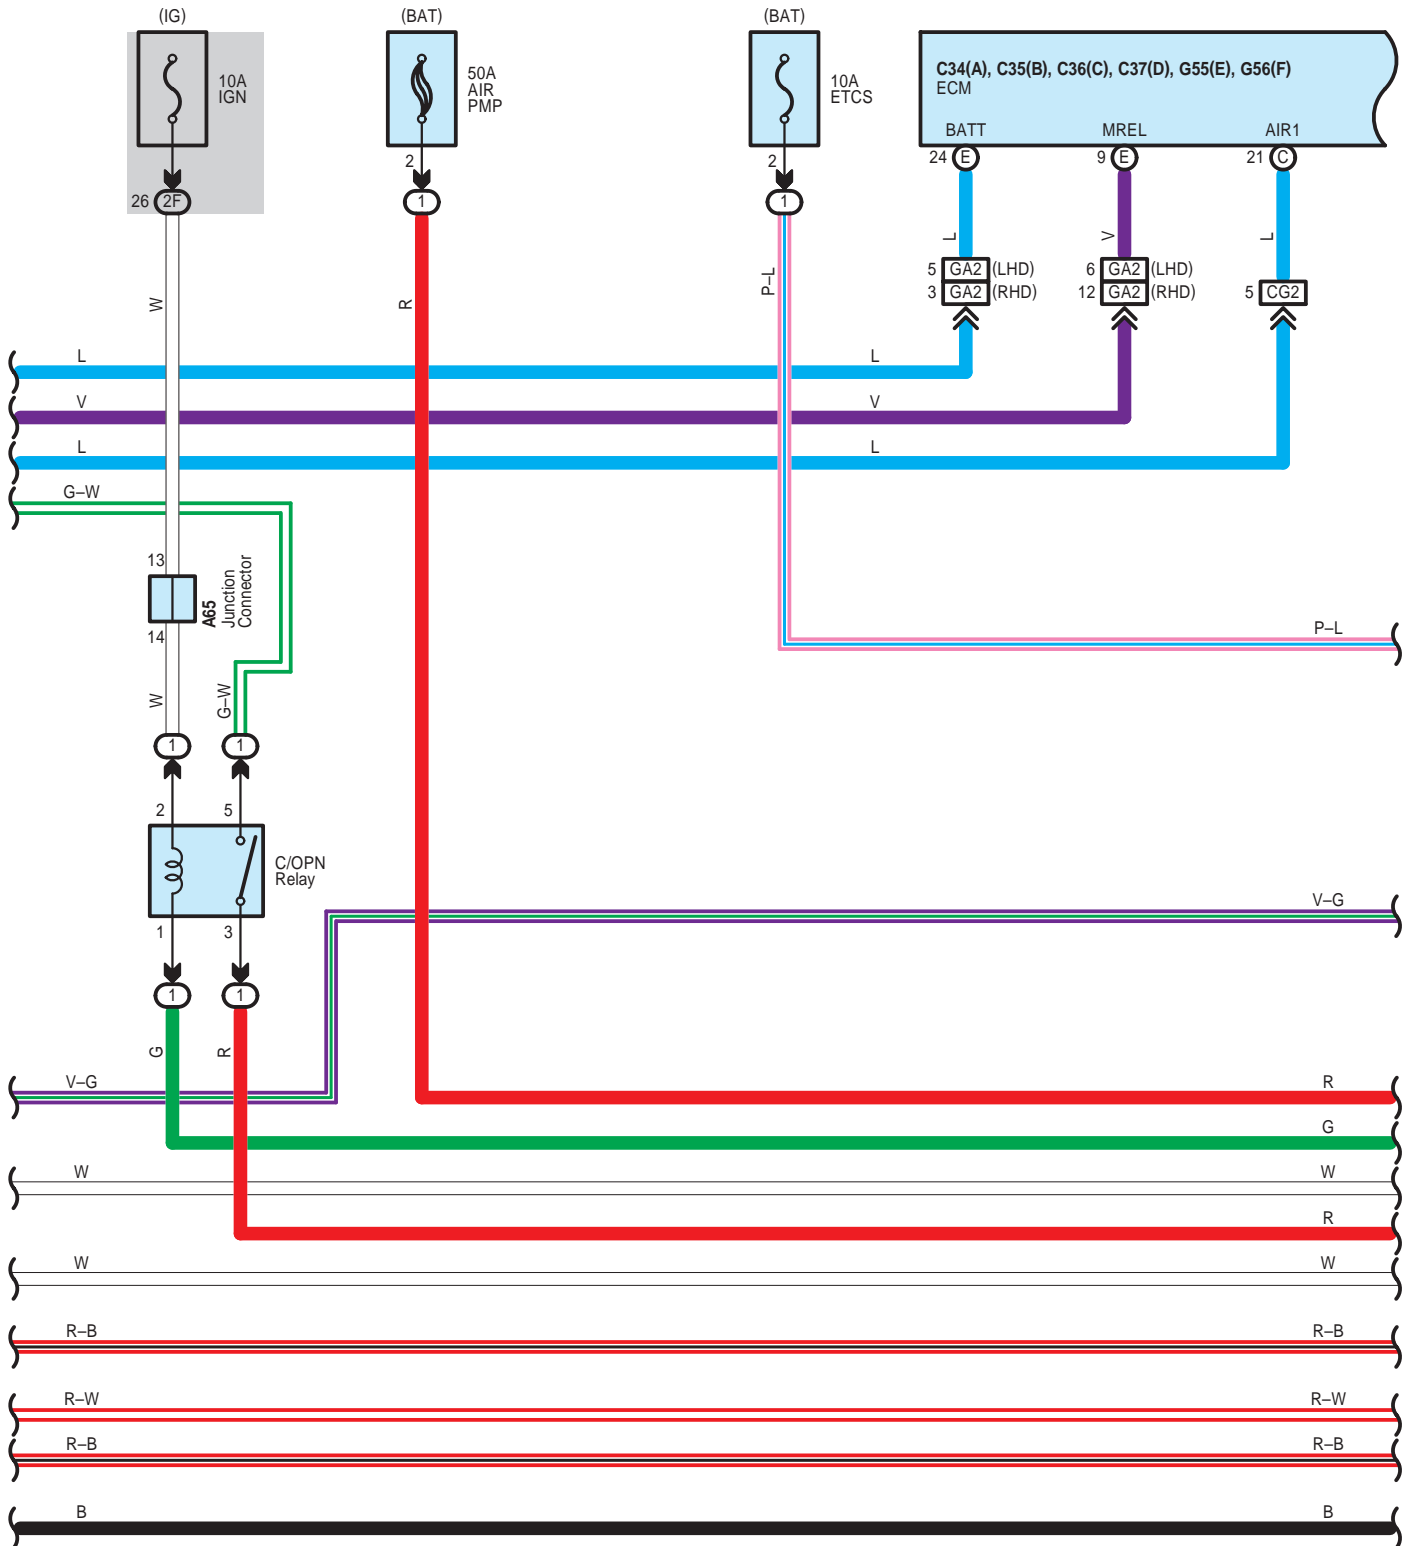 (IG)
(BAT)
(BAT)
10A
IGN
50A
AIR
PMP
10A
ETCS
C34(A), C35(B), C36(C), C37(D), G55(E), G56(F)
ECM
BATT
MREL
AIR1
2
2
24 E
9 E
21 C
26 2F
1
1
L
V
L
5 GA2 (LHD)
6 GA2 (LHD)
3 GA2 (RHD)
12 GA2 (RHD)
5 CG2
W
R
P–L
L
L
V
V
L
L
G–W
13
A65
Junction
Connector
14
P–L
W
G–W
1
1
2
5
C/OPN
Relay
1
3
V–G
1
1
G
R
V–G
R
G
W
W
R
W
W
R–B
R–B
R–W
R–W
R–B
R–B
B
B